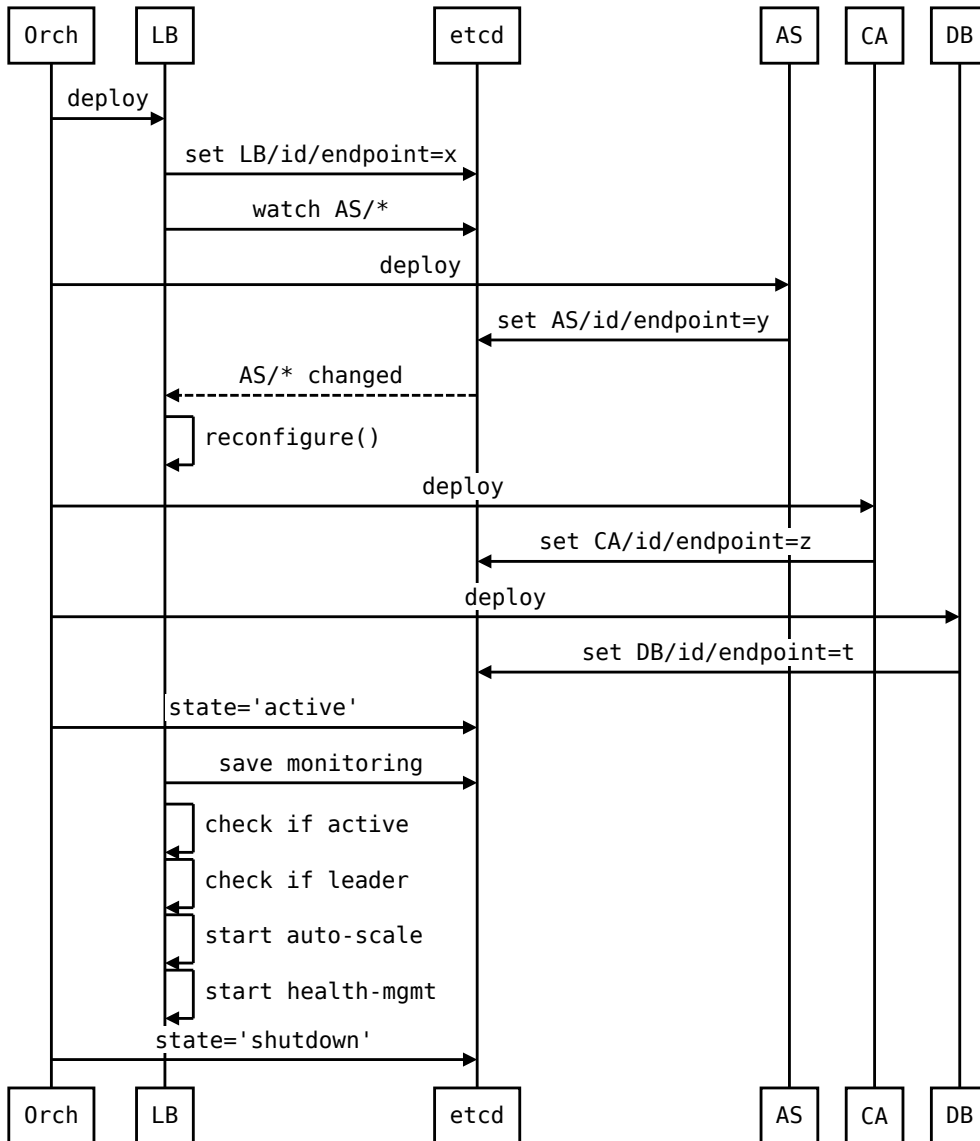 Orch LB etcd AS CA DB
deploy
set LB/id/endpoint=x
watch AS/*
deploy
set AS/id/endpoint=y
AS/* changed
reconfigure()
deploy
set CA/id/endpoint=z
deploy
set DB/id/endpoint=t
state='active'
save monitoring
check if active
check if leader
start auto-scale
start health-mgmt
state='shutdown'
Orch LB etcd AS CA DB